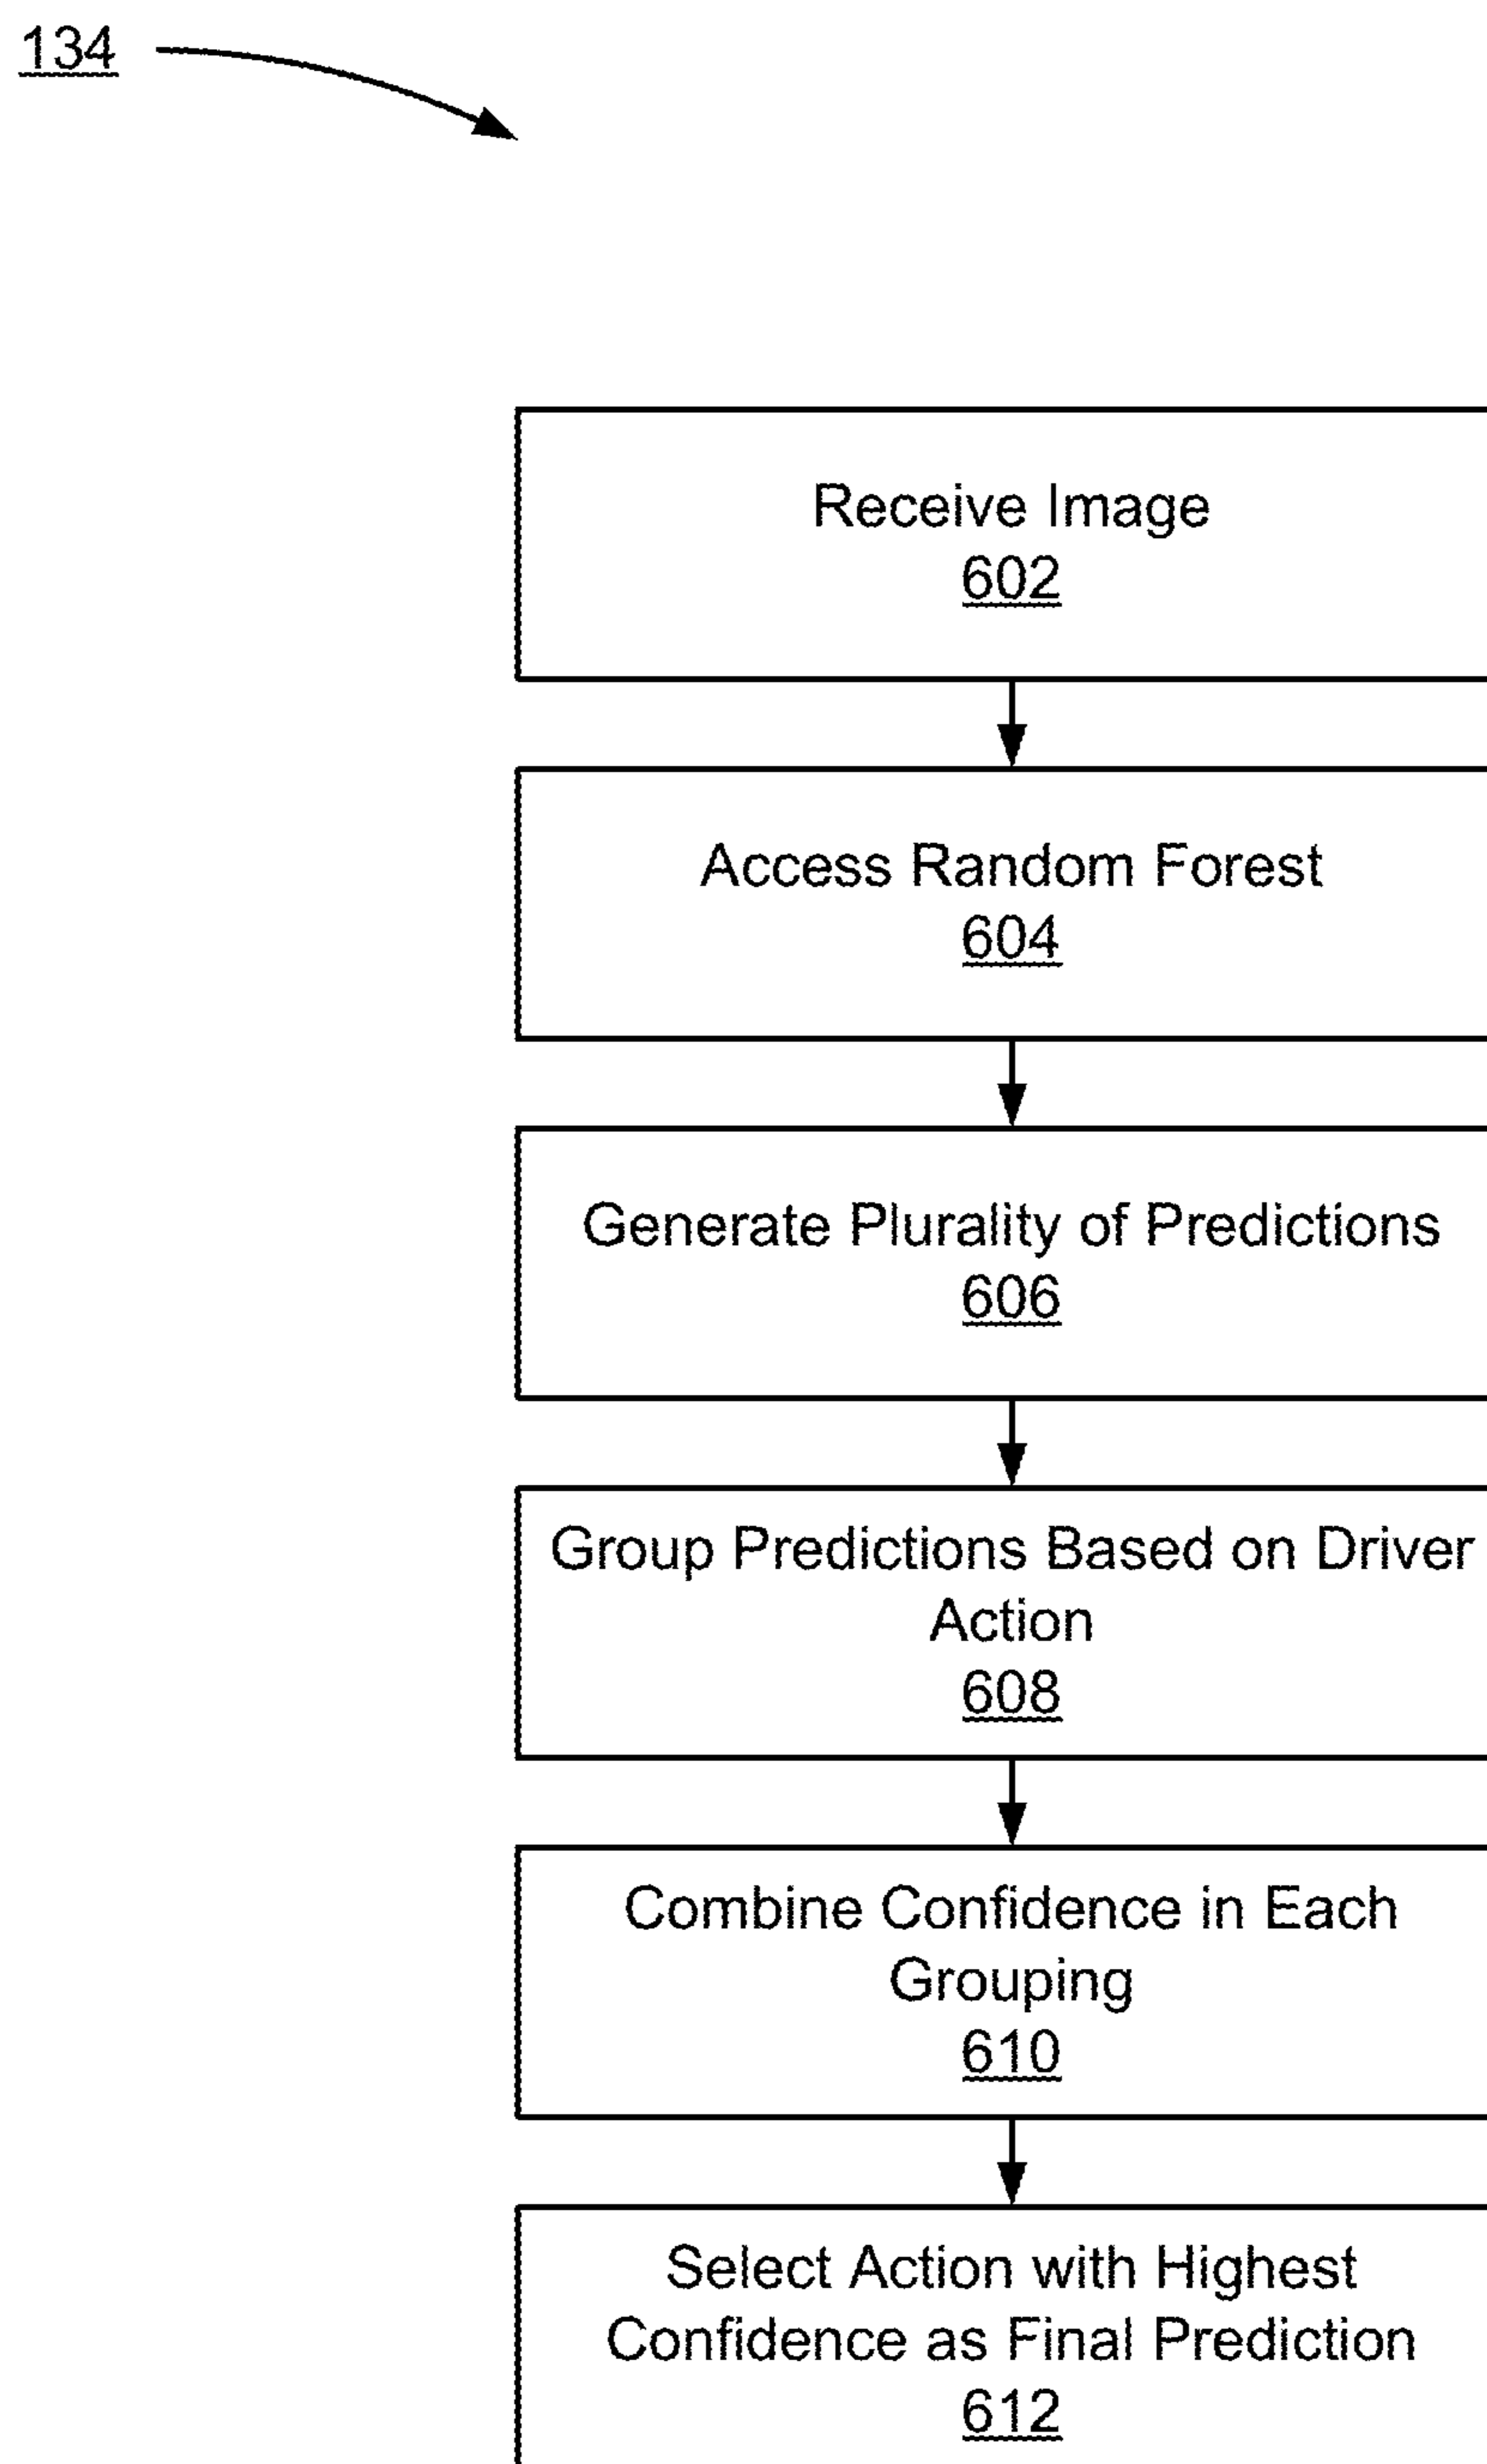 134
Receive Image
602
Access Random Forest
604
Generate Plurality of Predictions
606
Group Predictions Based on Driver
Action
608
Combine Confidence in Each
Grouping
610
Select Action with Highest
Confidence as Final Prediction
612